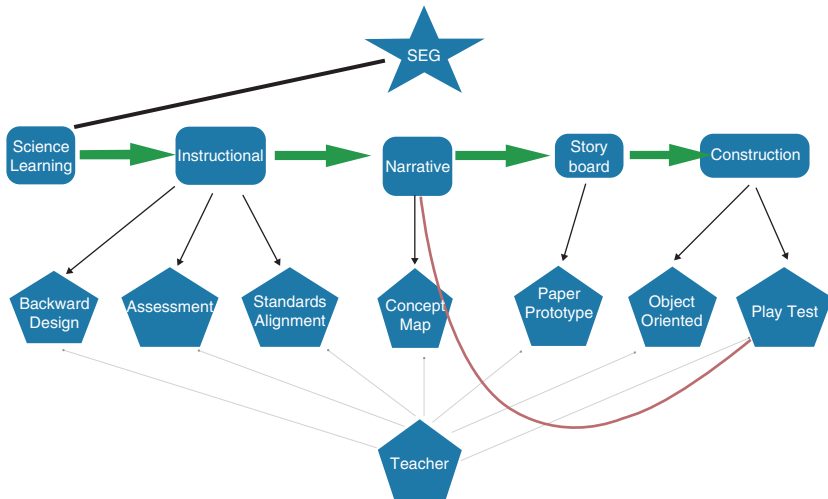 SEG
Science
Learning
Instructional
Narrative
Story
board
Construction
Backward
Design
Assessment
Standards
Alignment
Concept
Map
Paper
Prototype
Object
Oriented
Play Test
Teacher